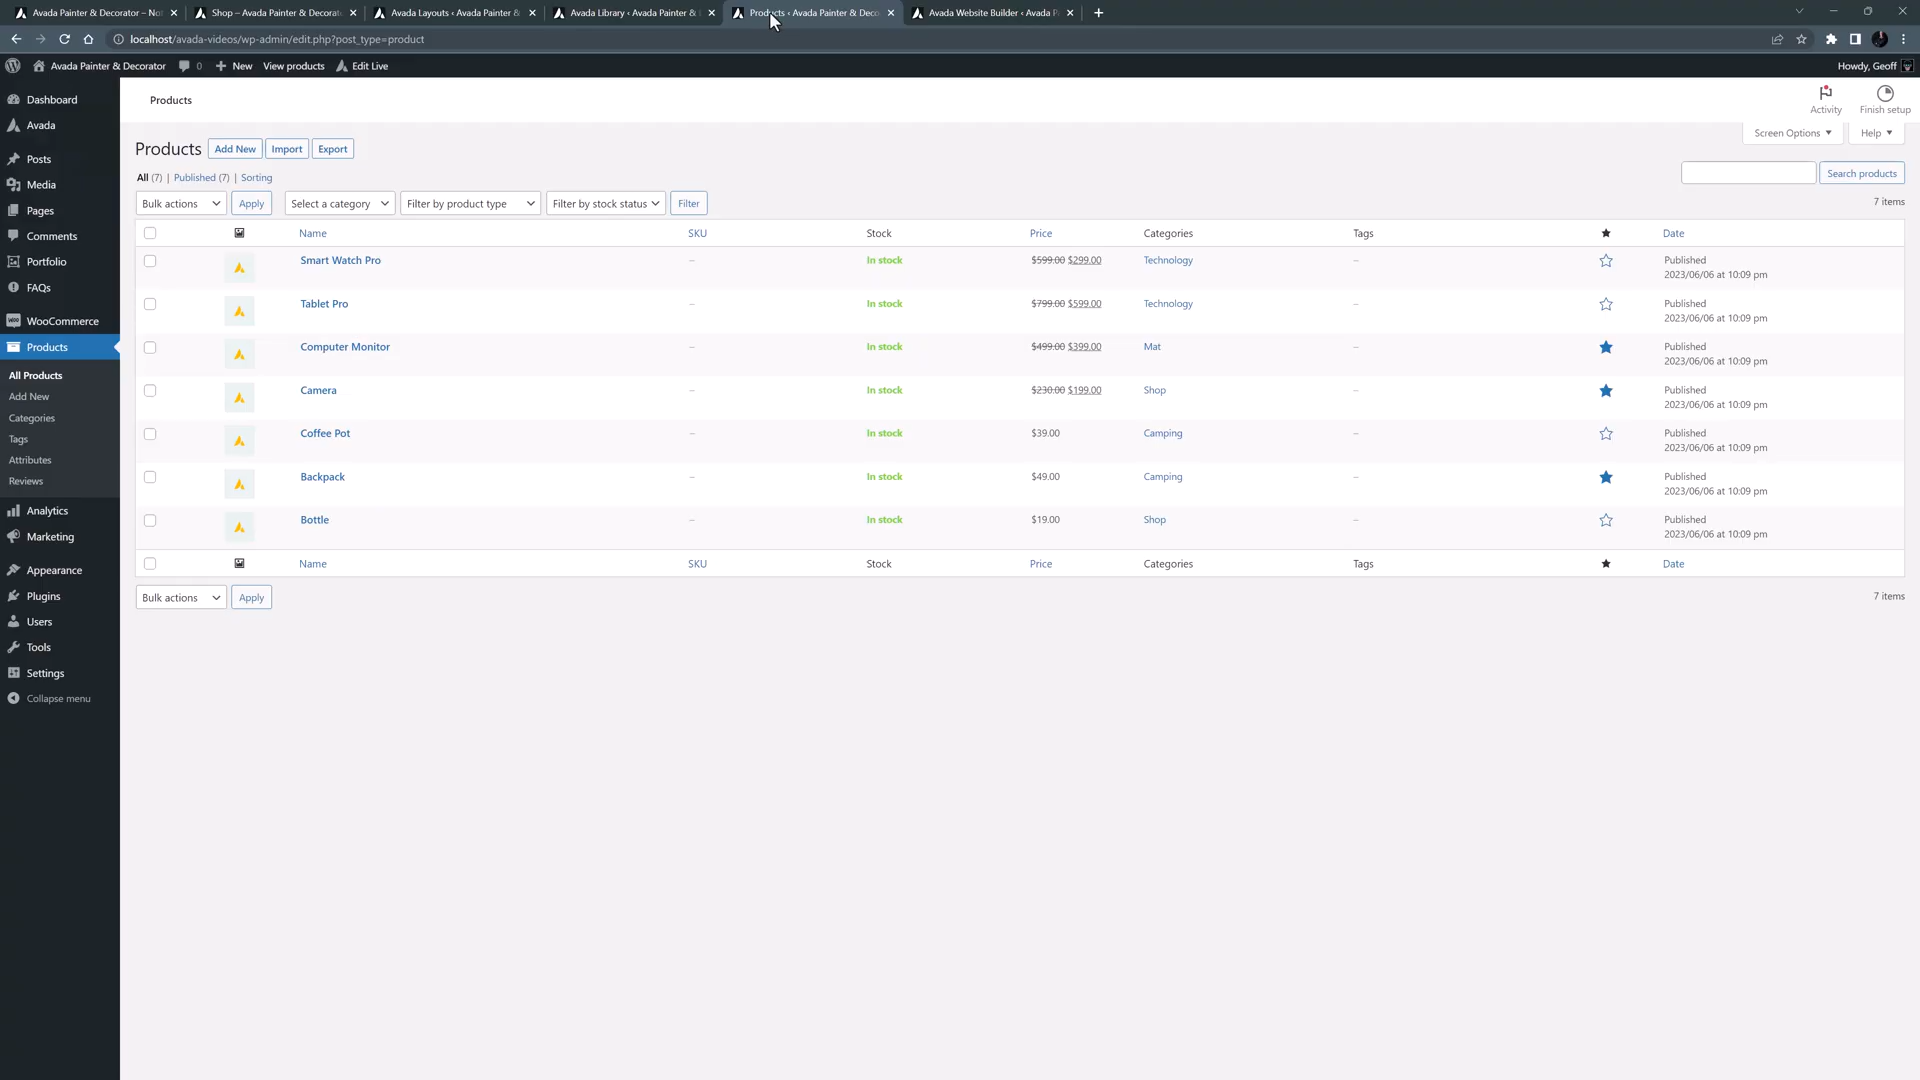 Avada Painter & Decorator – No
Shop – Avada Painter & Decorat
Avada Layouts ‹ Avada Painter &
Avada Library ‹ Avada Painter &
Products ‹ Avada Painter & Deco
Avada Website Builder ‹ Avada P
localhost/avada-videos/wp-admin/edit.php?post_type=product
Avada Painter & Decorator 0 New View products Edit Live Howdy, Geoff
Dashboard
Avada
Posts
Media
Pages
Comments
Portfolio
FAQs
WooCommerce
Products
All Products
Add New
Categories
Tags
Attributes
Reviews
Analytics
Marketing
Appearance
Plugins
Users
Tools
Settings
Collapse menu
Products
Activity Finish setup
Screen Options Help
Products Add New Import Export
All (7) | Published (7) | Sorting
Search products
Bulk actions Apply Select a category Filter by product type Filter by stock status Filter
7 items
Name SKU Stock Price Categories Tags Date
Smart Watch Pro – In stock $599.00 $299.00 Technology – Published
2023/06/06 at 10:09 pm
Tablet Pro – In stock $799.00 $599.00 Technology – Published
2023/06/06 at 10:09 pm
Computer Monitor – In stock $499.00 $399.00 Mat – Published
2023/06/06 at 10:09 pm
Camera – In stock $230.00 $199.00 Shop – Published
2023/06/06 at 10:09 pm
Coffee Pot – In stock $39.00 Camping – Published
2023/06/06 at 10:09 pm
Backpack – In stock $49.00 Camping – Published
2023/06/06 at 10:09 pm
Bottle – In stock $19.00 Shop – Published
2023/06/06 at 10:09 pm
Name SKU Stock Price Categories Tags Date
Bulk actions Apply
7 items